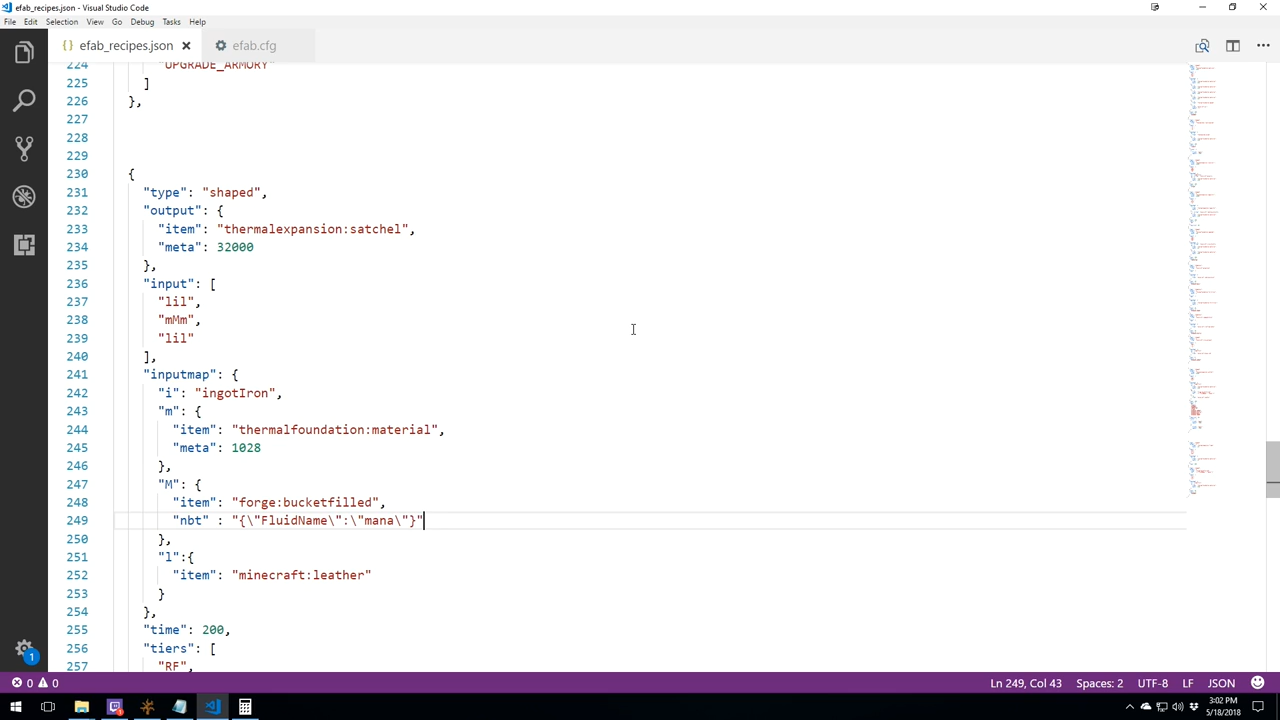 efab_recipes.json - Visual Studio Code
File Edit Selection View Go Debug Tasks Help
{} efab_recipes.json × efab.cfg
224 "UPGRADE_ARMORY"
225 ]
226 },
227
228
229
230 {
231 "type": "shaped",
232 "output": {
233 "item": "thermalexpansion:satchel",
234 "meta": 32000
235 },
236 "input": [
237 "lil",
238 "mMm",
239 "lil"
240 ],
241 "inputmap": {
242 "i": "ingotIron",
243 "m": {
244 "item": "thermalfoundation:material",
245 "meta": 1028
246 },
247 "M": {
248 "item": "forge:bucketfilled",
249 "nbt" : "{\"FluidName\":\"mana\"}"
250 },
251 "l":{
252 "item": "minecraft:leather"
253 }
254 },
255 "time": 200,
256 "tiers": [
257 "RF",
1
0 0 Ln 249, Col 43 Spaces: 2 UTF-8 LF JSON
3:02 PM
5/18/2018